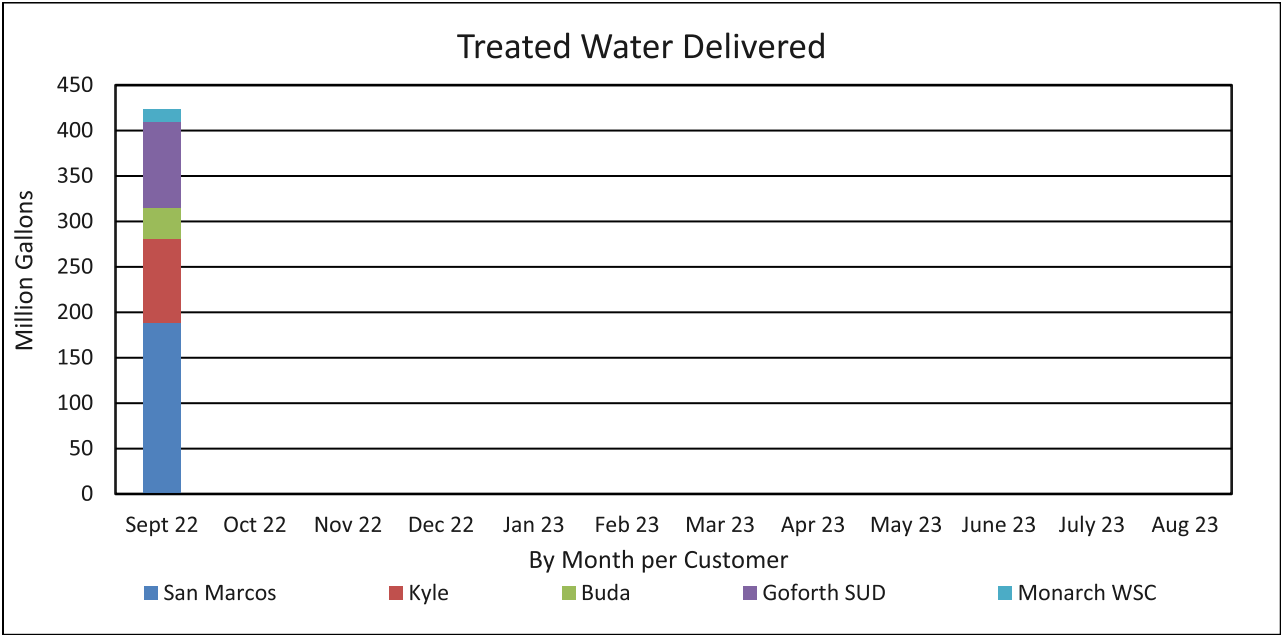 Treated Water Delivered
450
400
350
300
250
200
150
100
50
0
Million Gallons
Sept 22 Oct 22 Nov 22 Dec 22 Jan 23 Feb 23 Mar 23 Apr 23 May 23 June 23 July 23 Aug 23
By Month per Customer
San Marcos Kyle Buda Goforth SUD Monarch WSC